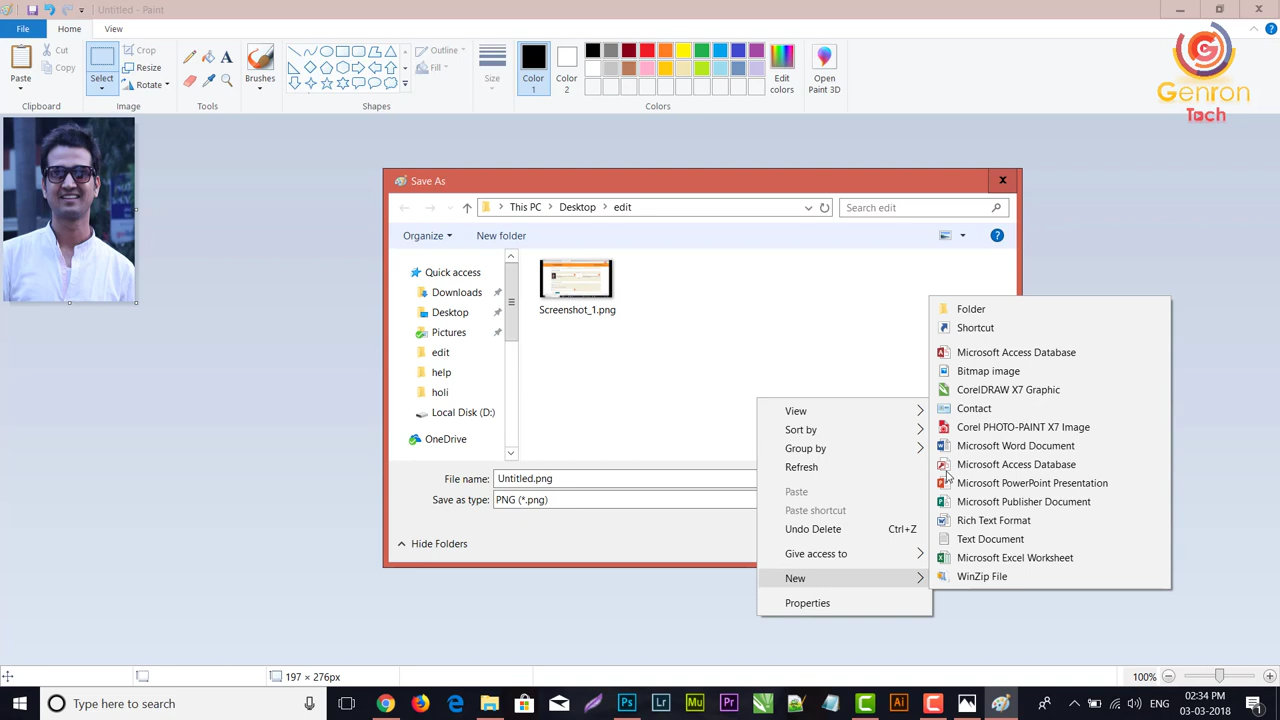 Untitled - Paint
File
Home
View
Paste
Cut
Copy
Clipboard
Select
Crop
Resize
Rotate
Image
Tools
Brushes
Shapes
Outline
Fill
Size
Color 1
Color 2
Edit colors
Colors
Open Paint 3D
Genron
Tech
Save As
This PC > Desktop > edit
Search edit
Organize
New folder
Quick access
Downloads
Desktop
Pictures
edit
help
holi
Local Disk (D:)
OneDrive
Screenshot_1.png
File name: Untitled.png
Save as type: PNG (*.png)
Hide Folders
View
Sort by
Group by
Refresh
Paste
Paste shortcut
Undo Delete Ctrl+Z
Give access to
New
Properties
Folder
Shortcut
Microsoft Access Database
Bitmap image
CorelDRAW X7 Graphic
Contact
Corel PHOTO-PAINT X7 Image
Microsoft Word Document
Microsoft Access Database
Microsoft PowerPoint Presentation
Microsoft Publisher Document
Rich Text Format
Text Document
Microsoft Excel Worksheet
WinZip File
197 × 276px
100%
Type here to search
Ps
Lr
Mu
Pr
Ai
ENG
02:34 PM
03-03-2018